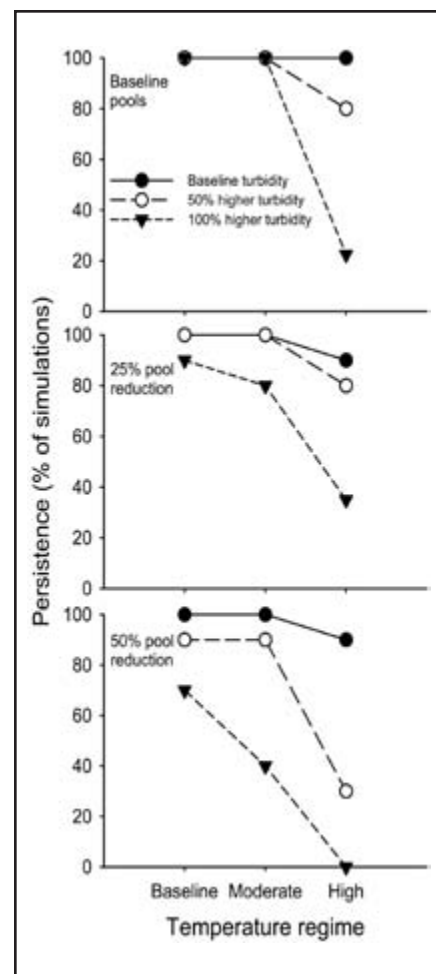 Persistence (% of simulations)
100
80
60
40
20
0
Baseline
pools
Baseline turbidity
50% higher turbidity
100% higher turbidity
100
80
60
40
20
0
25% pool
reduction
100
80
60
40
20
0
50% pool
reduction
Baseline Moderate High
Temperature regime